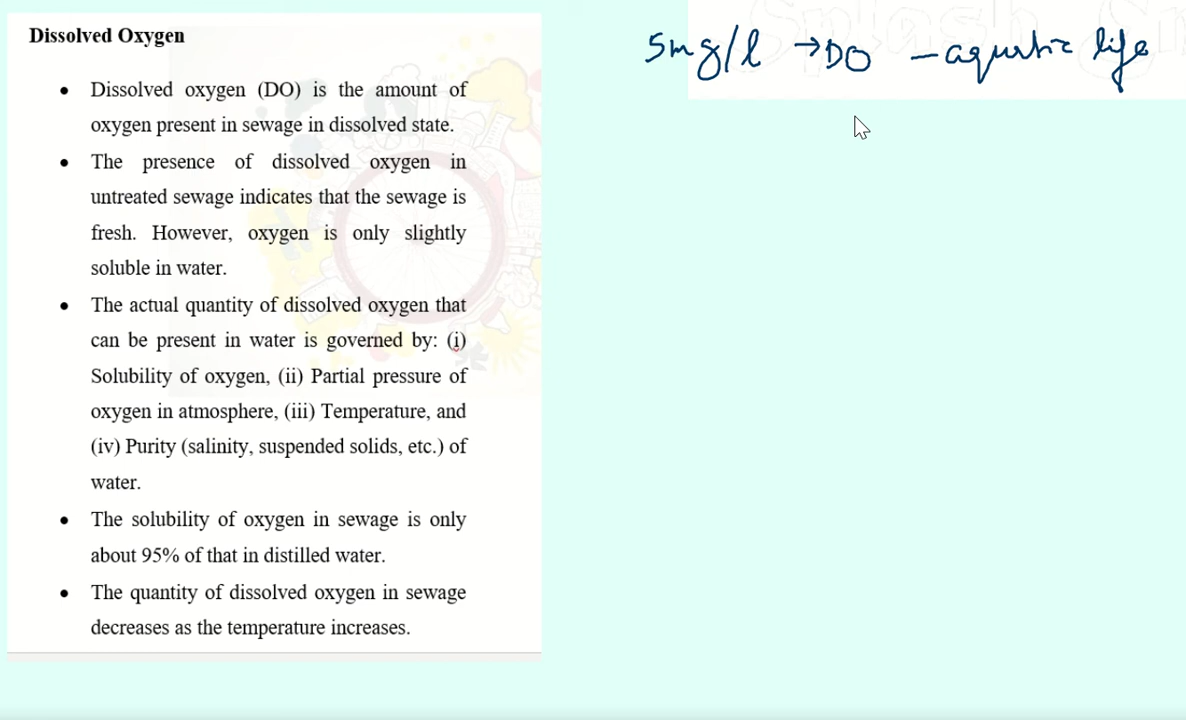 Dissolved Oxygen
• Dissolved oxygen (DO) is the amount of
oxygen present in sewage in dissolved state.
• The presence of dissolved oxygen in
untreated sewage indicates that the sewage is
fresh. However, oxygen is only slightly
soluble in water.
• The actual quantity of dissolved oxygen that
can be present in water is governed by: (i)
Solubility of oxygen, (ii) Partial pressure of
oxygen in atmosphere, (iii) Temperature, and
(iv) Purity (salinity, suspended solids, etc.) of
water.
• The solubility of oxygen in sewage is only
about 95% of that in distilled water.
• The quantity of dissolved oxygen in sewage
decreases as the temperature increases.
5mg/l → DO – aquatic life